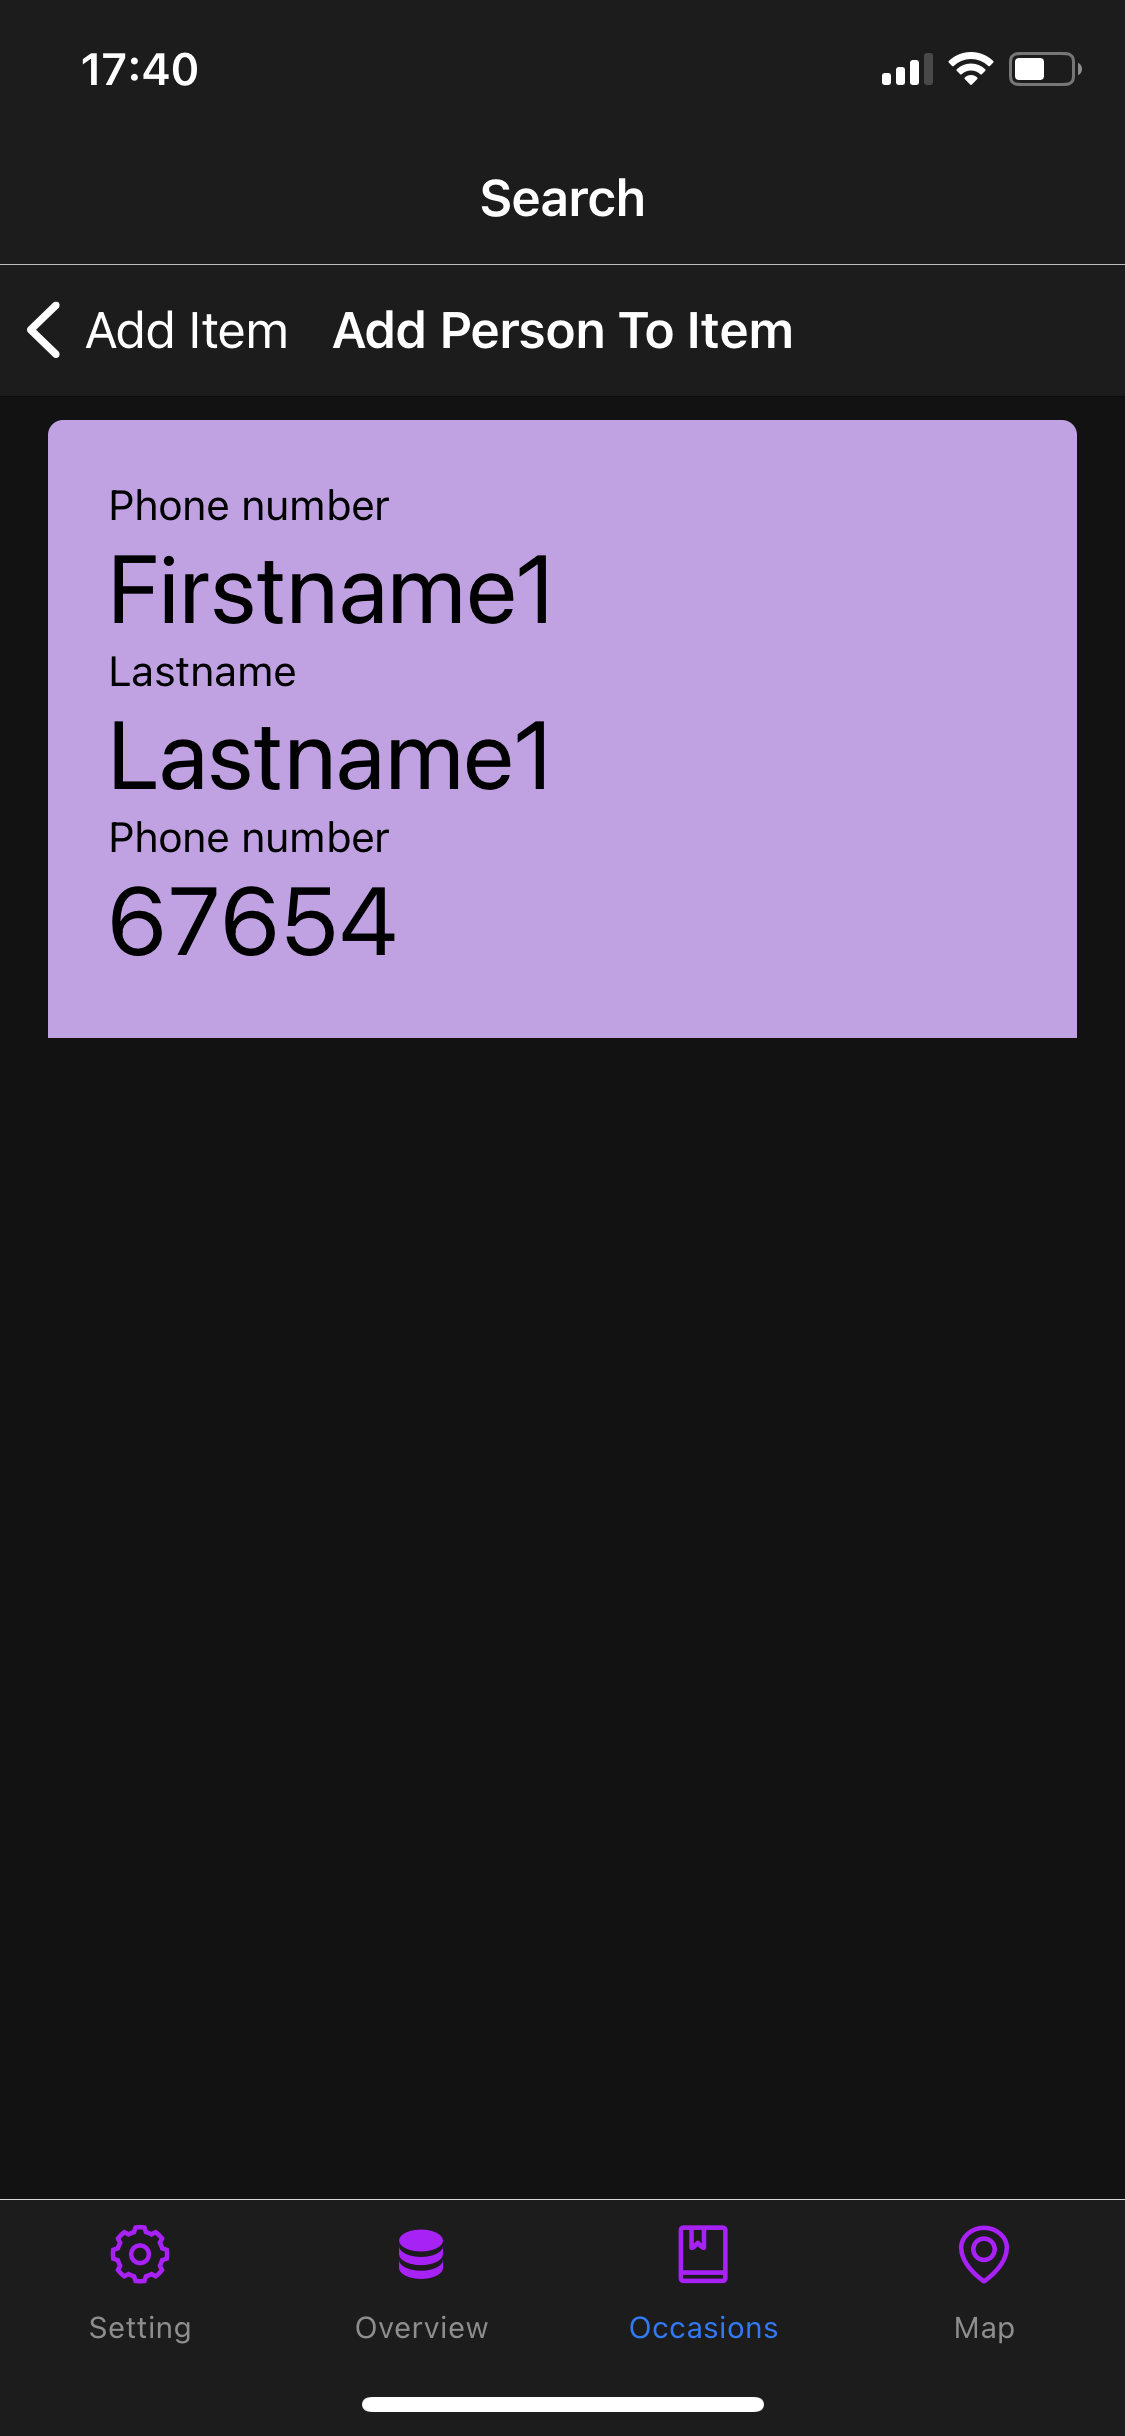 17:40
Search
Add Item Add Person To Item
Phone number
Firstname1
Lastname
Lastname1
Phone number
67654
Setting Overview Occasions Map